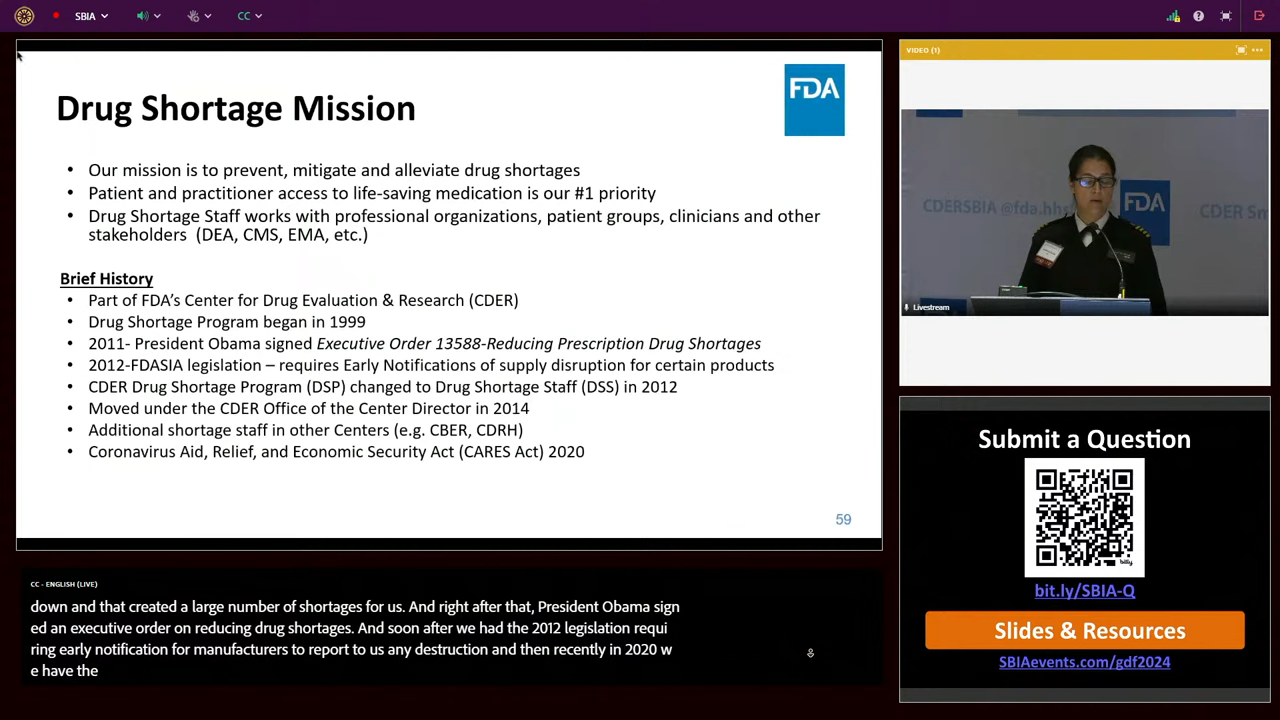 SBIA
CC
FDA
Drug Shortage Mission
• Our mission is to prevent, mitigate and alleviate drug shortages
• Patient and practitioner access to life-saving medication is our #1 priority
• Drug Shortage Staff works with professional organizations, patient groups, clinicians and other
stakeholders (DEA, CMS, EMA, etc.)
Brief History
• Part of FDA's Center for Drug Evaluation & Research (CDER)
• Drug Shortage Program began in 1999
• 2011- President Obama signed Executive Order 13588-Reducing Prescription Drug Shortages
• 2012-FDASIA legislation – requires Early Notifications of supply disruption for certain products
• CDER Drug Shortage Program (DSP) changed to Drug Shortage Staff (DSS) in 2012
• Moved under the CDER Office of the Center Director in 2014
• Additional shortage staff in other Centers (e.g. CBER, CDRH)
• Coronavirus Aid, Relief, and Economic Security Act (CARES Act) 2020
59
CC - ENGLISH (LIVE)
down and that created a large number of shortages for us. And right after that, President Obama sign
ed an executive order on reducing drug shortages. And soon after we had the 2012 legislation requi
ring early notification for manufacturers to report to us any destruction and then recently in 2020 w
e have the
VIDEO (1)
CDERSBIA @fda.hh
FDA
CDER Sm
Livestream
Submit a Question
bitly
bit.ly/SBIA-Q
Slides & Resources
SBIAevents.com/gdf2024